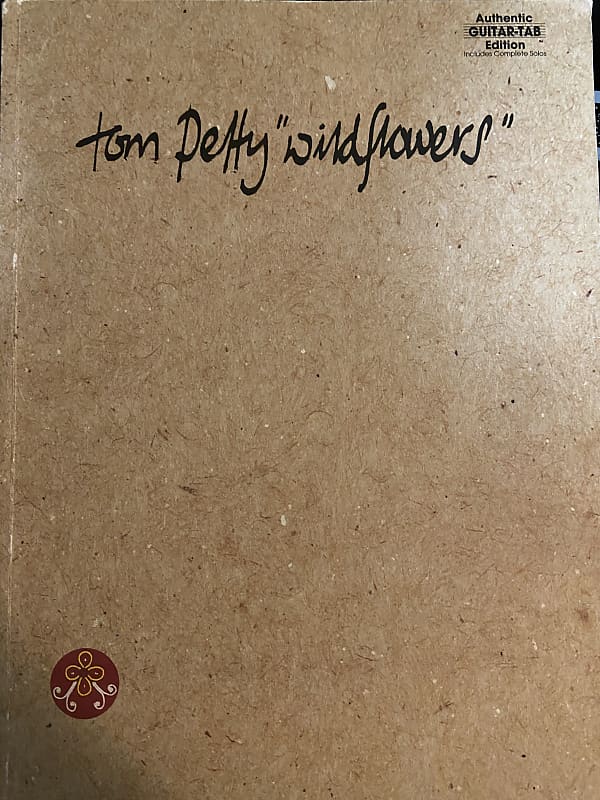 Authentic
GUITAR-TAB
Edition
Includes Complete Solos
tom Petty "wildflowers"